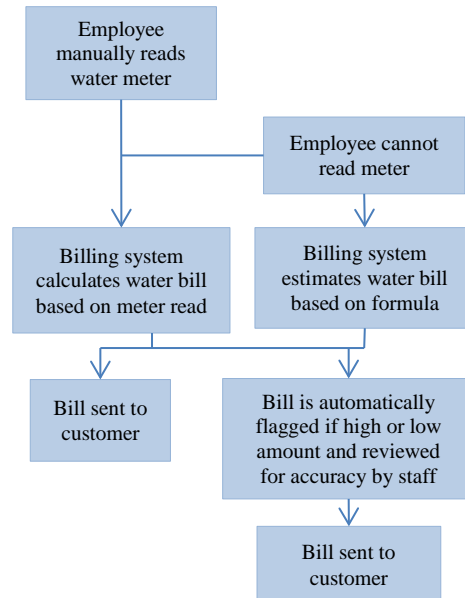 Employee
manually reads
water meter
Employee cannot
read meter
Billing system
calculates water bill
based on meter read
Billing system
estimates water bill
based on formula
Bill sent to
customer
Bill is automatically
flagged if high or low
amount and reviewed
for accuracy by staff
Bill sent to
customer